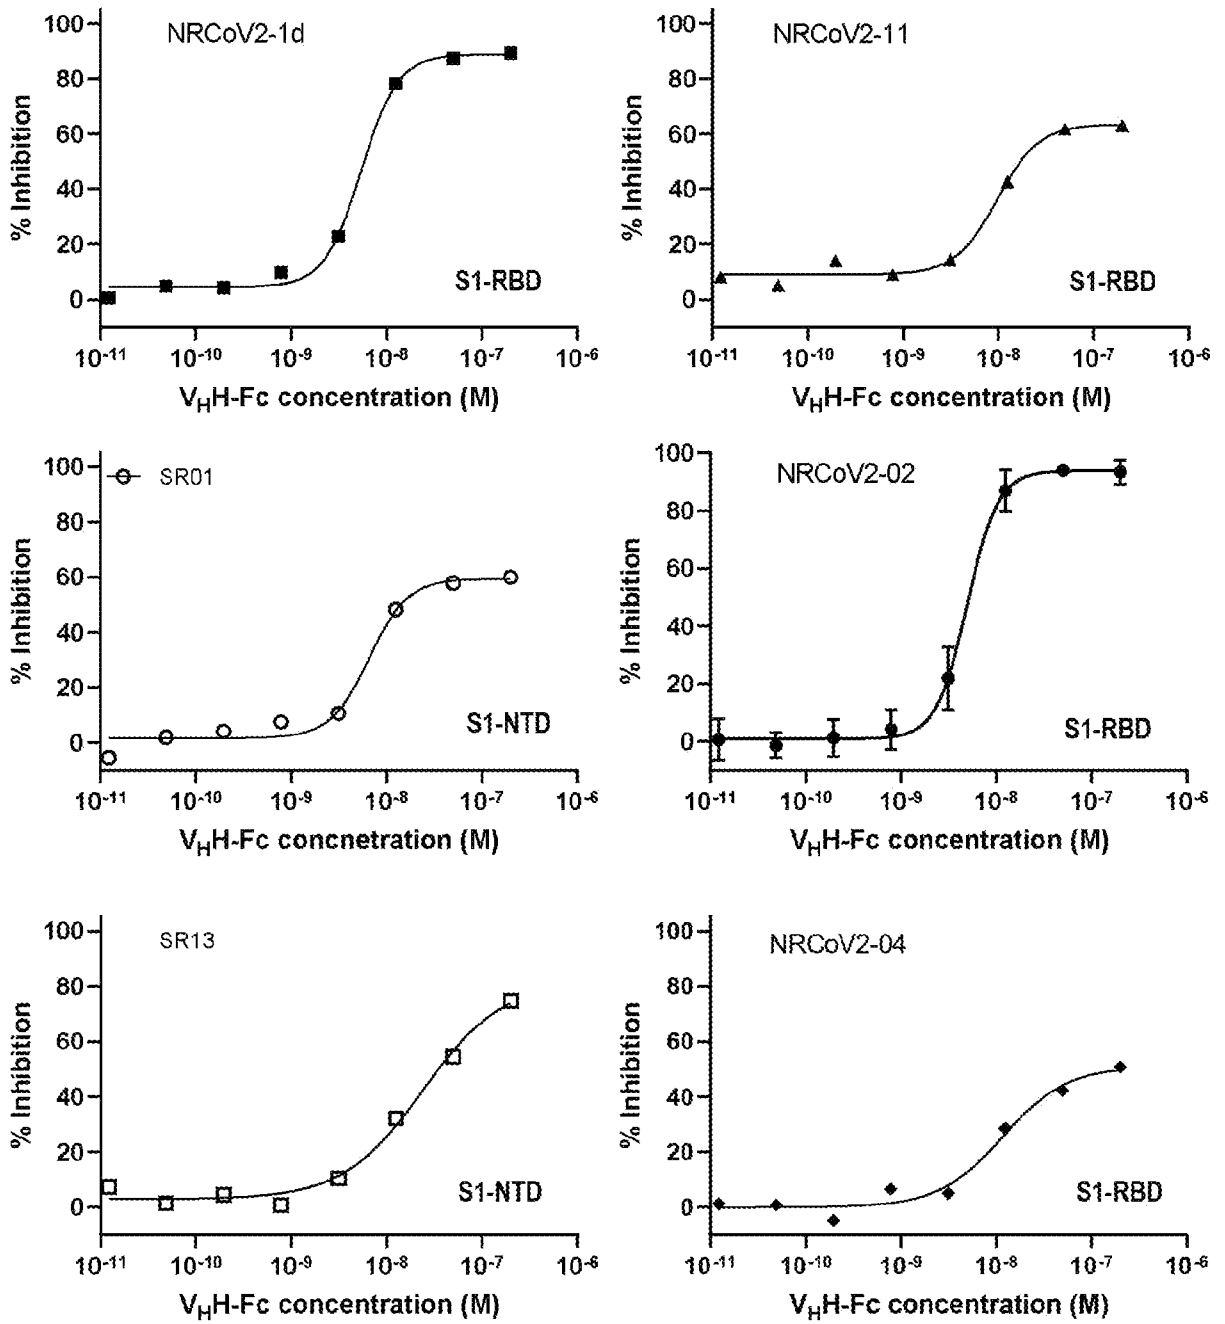 NRCoV2-1d
100
80
60
40
20
0
% Inhibition
S1-RBD
10-11 10-10 10-9 10-8 10-7 10-6
VHH-Fc concentration (M)
NRCoV2-11
100
80
60
40
20
0
% Inhibition
S1-RBD
10-11 10-10 10-9 10-8 10-7 10-6
VHH-Fc concentration (M)
SR01
100
80
60
40
20
0
% Inhibition
S1-NTD
10-11 10-10 10-9 10-8 10-7 10-6
VHH-Fc concnetration (M)
NRCoV2-02
100
80
60
40
20
0
% Inhibition
S1-RBD
10-11 10-10 10-9 10-8 10-7 10-6
VHH-Fc concentration (M)
SR13
100
80
60
40
20
0
% Inhibition
S1-NTD
10-11 10-10 10-9 10-8 10-7 10-6
VHH-Fc concentration (M)
NRCoV2-04
100
80
60
40
20
0
% Inhibition
S1-RBD
10-11 10-10 10-9 10-8 10-7 10-6
VHH-Fc concentration (M)